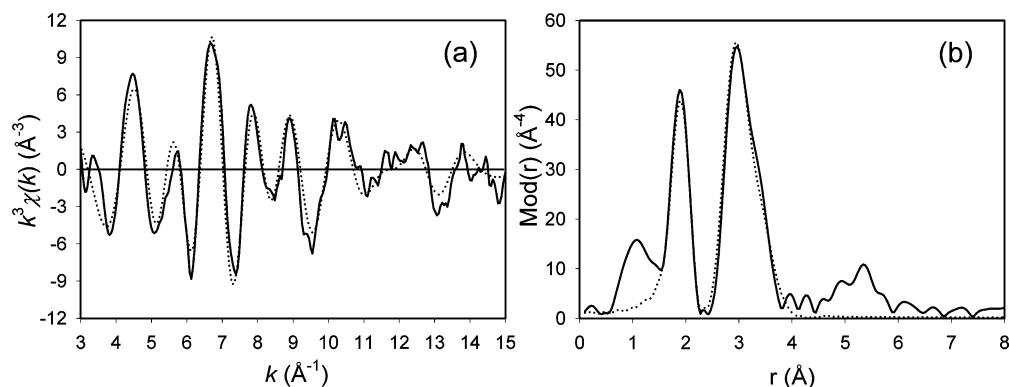 (a)
k³χ(k) (Å⁻³)
12
9
6
3
0
-3
-6
-9
-12
3 4 5 6 7 8 9 10 11 12 13 14 15
k (Å⁻¹)
(b)
Mod(r) (Å⁻⁴)
60
50
40
30
20
10
0
0 1 2 3 4 5 6 7 8
r (Å)